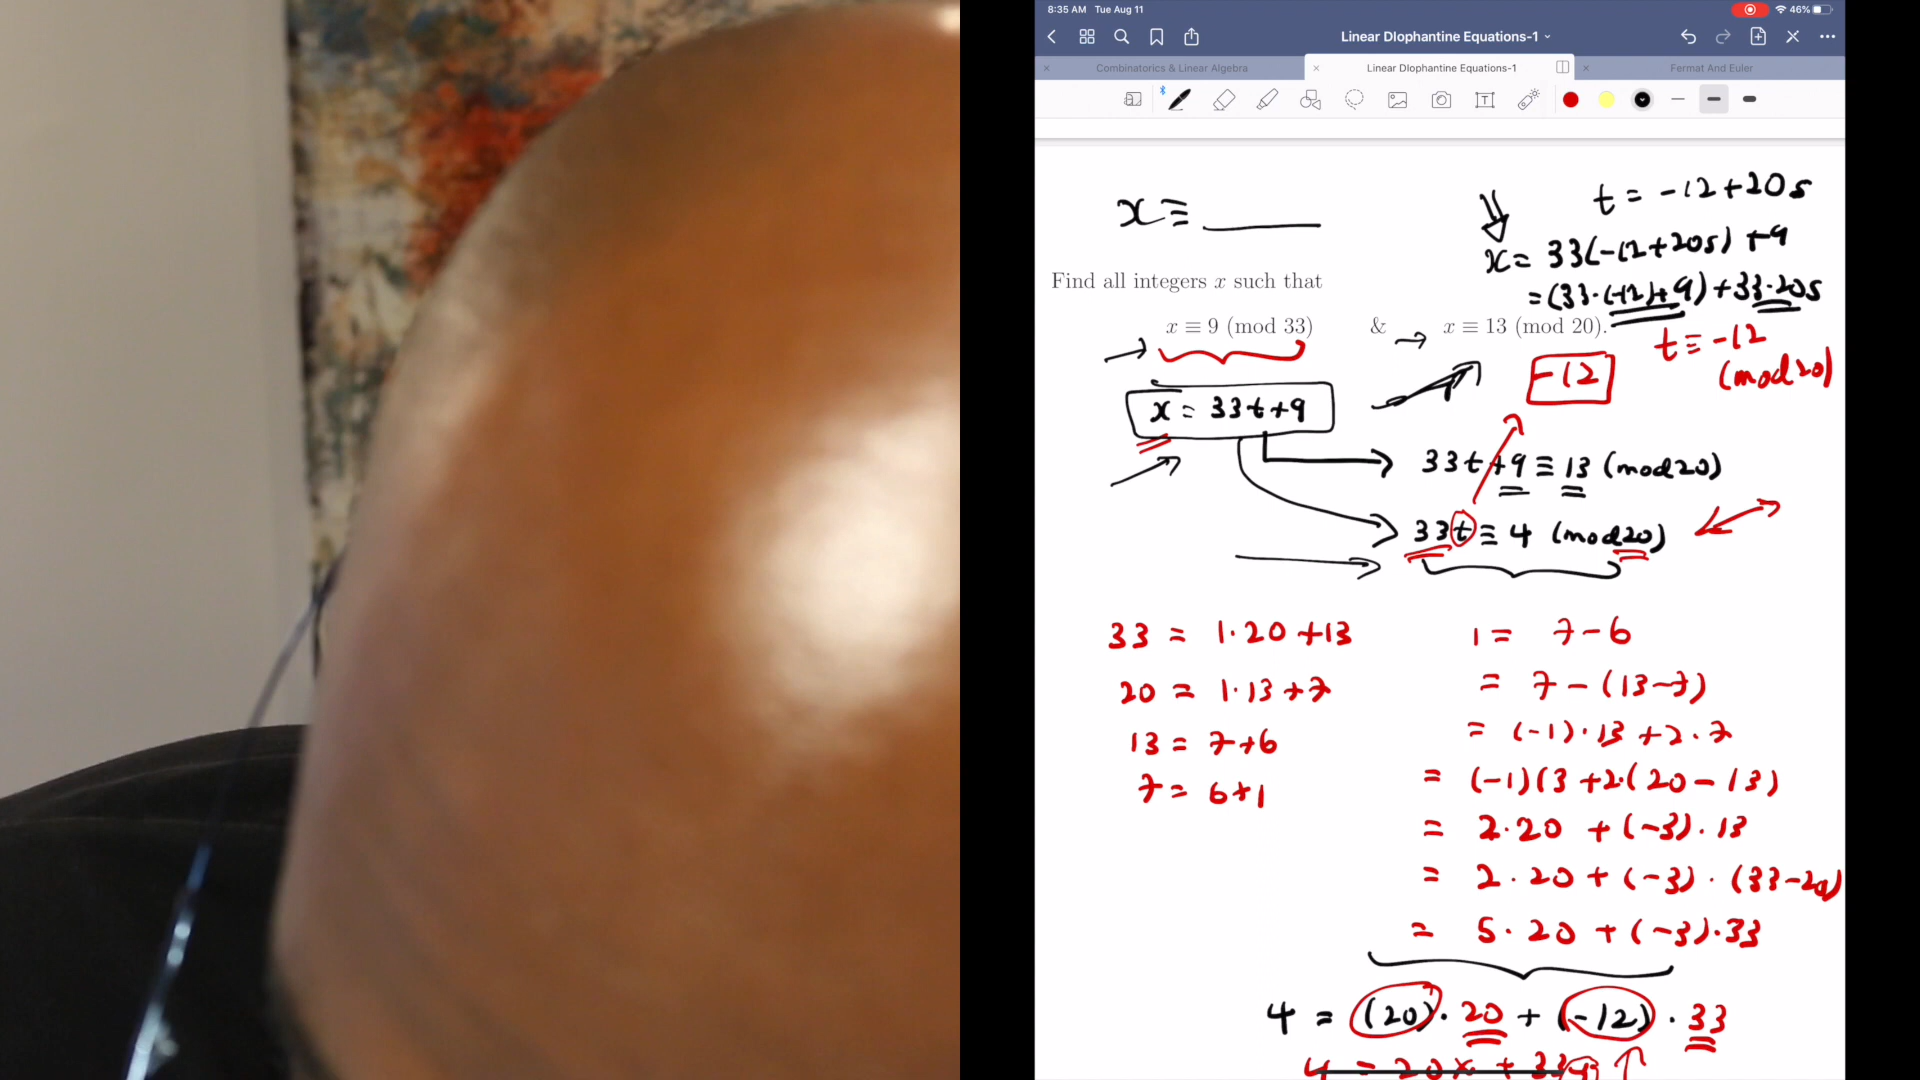 8:35 AM Tue Aug 11
46%
Linear DIophantine Equations-1
Combinatorics & Linear Algebra
Linear DIophantine Equations-1
Fermat And Euler
x ≡ ______
t = -12+20s
x = 33(-12+20s) +9
= (33·(-12)+9)+33·20s
Find all integers x such that
x ≡ 9 (mod 33) & x ≡ 13 (mod 20).
t ≡ -12
(mod 20)
-12
x = 33t+9
33t+9 ≡ 13 (mod 20)
33t ≡ 4 (mod 20)
33 = 1·20 +13
20 = 1·13 +7
13 = 7+6
7 = 6+1
1 = 7-6
= 7 - (13-7)
= (-1)·13 +2·7
= (-1)13 +2·(20-13)
= 2·20 +(-3)·13
= 2·20 +(-3)·(33-20)
= 5·20 +(-3)·33
4 = (20)·20 + (-12)·33
4 = 20x + 33y